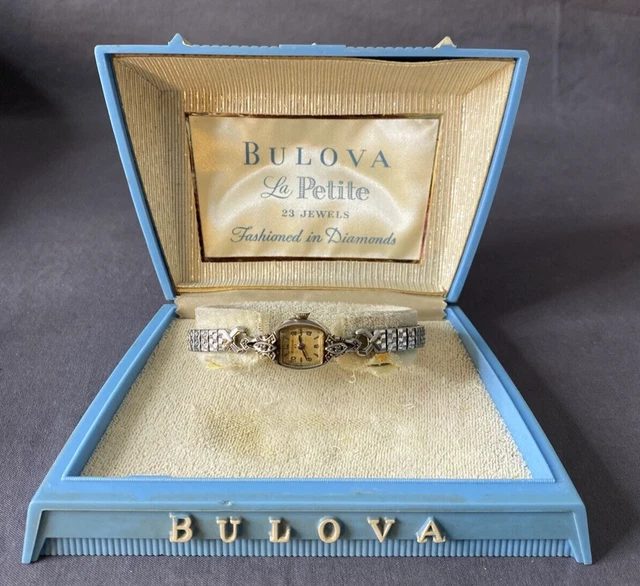 BULOVA
La Petite
23 JEWELS
Fashioned in Diamonds
BULOVA